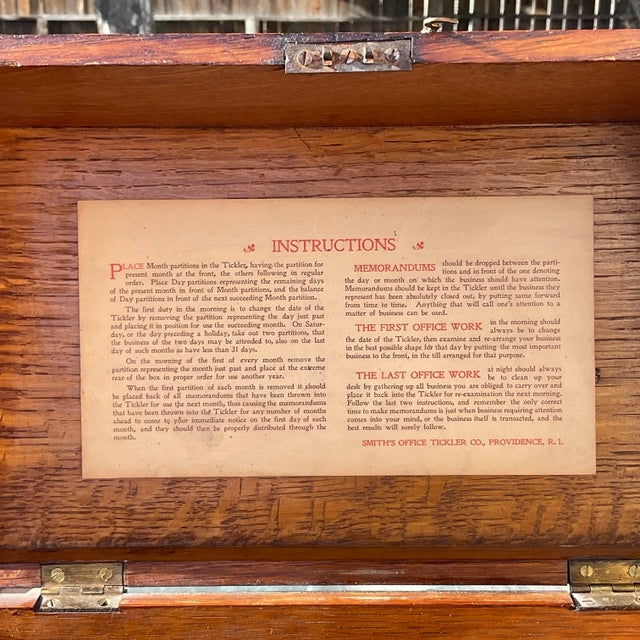 INSTRUCTIONS
PLACE Month partitions in the Tickler, having the partition for
present month at the front, the others following in regular
order. Place Day partitions representing the remaining days
of the present month in front of Month partitions, and the balance
of Day partitions in front of the next succeeding Month partition.
The first duty in the morning is to change the date of the
Tickler by removing the partition representing the day just past
and placing it in position for use the succeeding month. On Satur-
day, or the day preceding a holiday, take out two partitions, that
the business of the two days may be attended to, also on the last
day of such months as have less than 31 days.
On the morning of the first of every month remove the
partition representing the month just past and place at the extreme
rear of the box in proper order for use another year.
When the first partition of each month is removed it should
be placed back of all memorandums that have been thrown into
the Tickler for use the next month, thus causing the memorandums
that have been thrown into the Tickler for any number of months
ahead to come to your immediate notice on the first day of such
month, and they should then be properly distributed through the
month.
MEMORANDUMS should be dropped between the parti-
tions and in front of the one denoting
the day or month on which the business should have attention.
Memorandums should be kept in the Tickler until the business they
represent has been absolutely closed out, by putting same forward
from time to time. Anything that will call one's attention to a
matter of business can be used.
THE FIRST OFFICE WORK in the morning should
always be to change
the date of the Tickler, then examine and re-arrange your business
in the best possible shape for that day by putting the most important
business to the front, in the till arranged for that purpose.
THE LAST OFFICE WORK at night should always
be to clean up your
desk by gathering up all business you are obliged to carry over and
place it back into the Tickler for re-examination the next morning.
Follow the last two instructions, and remember the only correct
time to make memorandums is just when business requiring attention
comes into your mind, or the business itself is transacted, and the
best results will surely follow.
SMITH'S OFFICE TICKLER CO., PROVIDENCE, R. I.